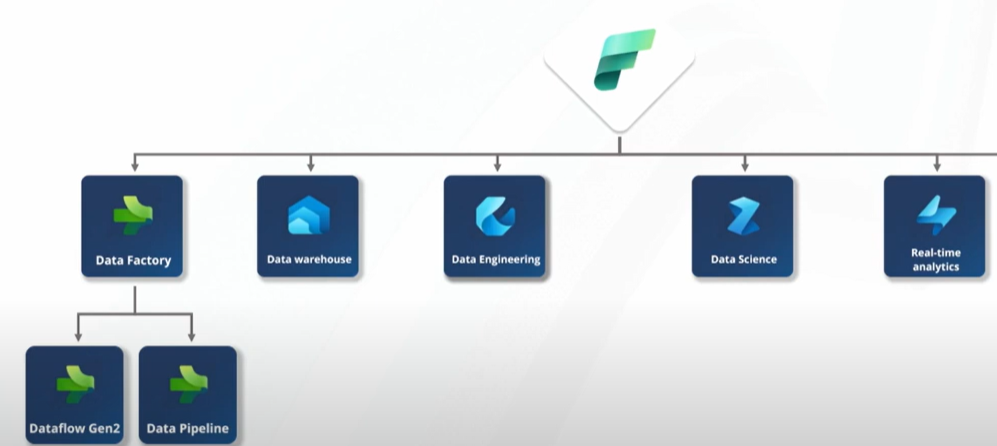 Data Factory
Data warehouse
Data Engineering
Data Science
Real-time
analytics
Dataflow Gen2
Data Pipeline